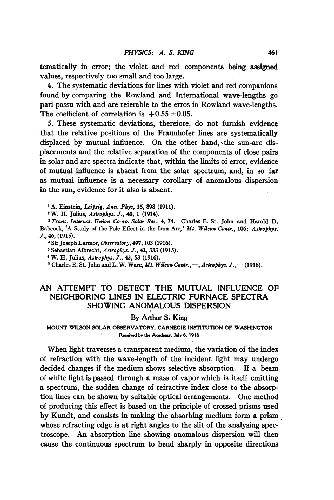 PHYSICS: A. S. KING 461
tematically in error; the violet and red components being assigned
values, respectively too small and too large.
4. The systematic deviations for lines with violet and red companions
found by comparing the Rowland and International wave-lengths go
pari passu with and are referable to the erros in Rowland wave-lengths.
The coefficient of correlation is +0.55 ± 0.05.
5. These systematic deviations, therefore, do not furnish evidence
that the relative positions of the Fraunhofer lines are systematically
displaced by mutual influence. On the other hand, the sun-arc dis-
placements and the relative separation of the components of close pairs
in solar and arc spectra indicate that, within the limits of error, evidence
of mutual influence is absent from the solar spectrum, and, in so far
as mutual influence is a necessary corollary of anomalous dispersion
in the sun, evidence for it also is absent.
A. Einstein, Leipzig, Ann. Phys., 35, 898 (1911).
W. H. Julius, Astrophys. J., 40, 1 (1914).
Trans. Internat. Union Co-op. Solar Res., 4, 74. Charles E. St. John and Harold D.
Babcock, 'A Study of the Pole Effect in the Iron Arc,' Mt. Wilson Contr., 106; Astrophys.
J., 46, (1915).
Sir Joseph Larmor, Observatory, 497, 103 (1916).
Sebastian Albrecht, Astrophys. J., 41, 333 (1915).
W. H. Julius, Astrophys. J., 43, 53 (1916).
Charles E. St. John and L. W. Ware, Mt. Wilson Contr., —, Astrophys. J., — (1916).
AN ATTEMPT TO DETECT THE MUTUAL INFLUENCE OF
NEIGHBORING LINES IN ELECTRIC FURNACE SPECTRA
SHOWING ANOMALOUS DISPERSION
By Arthur S. King
MOUNT WILSON SOLAR OBSERVATORY, CARNEGIE INSTITUTION OF WASHINGTON
Received by the Academy, July 6, 1916
When light traverses a transparent medium, the variation of the index
of refraction with the wave-length of the incident light may undergo
decided changes if the medium shows selective absorption. If a beam
of white light is passed through a mass of vapor which is itself emitting
a spectrum, the sudden change of refractive index close to the absorp-
tion lines can be shown by suitable optical arrangements. One method
of producing this effect is based on the principle of crossed prisms used
by Kundt, and consists in making the absorbing medium form a prism
whose refracting edge is at right angles to the slit of the analysing spec-
troscope. An absorption line showing anomalous dispersion will then
cause the continuous spectrum to bend sharply in opposite directions